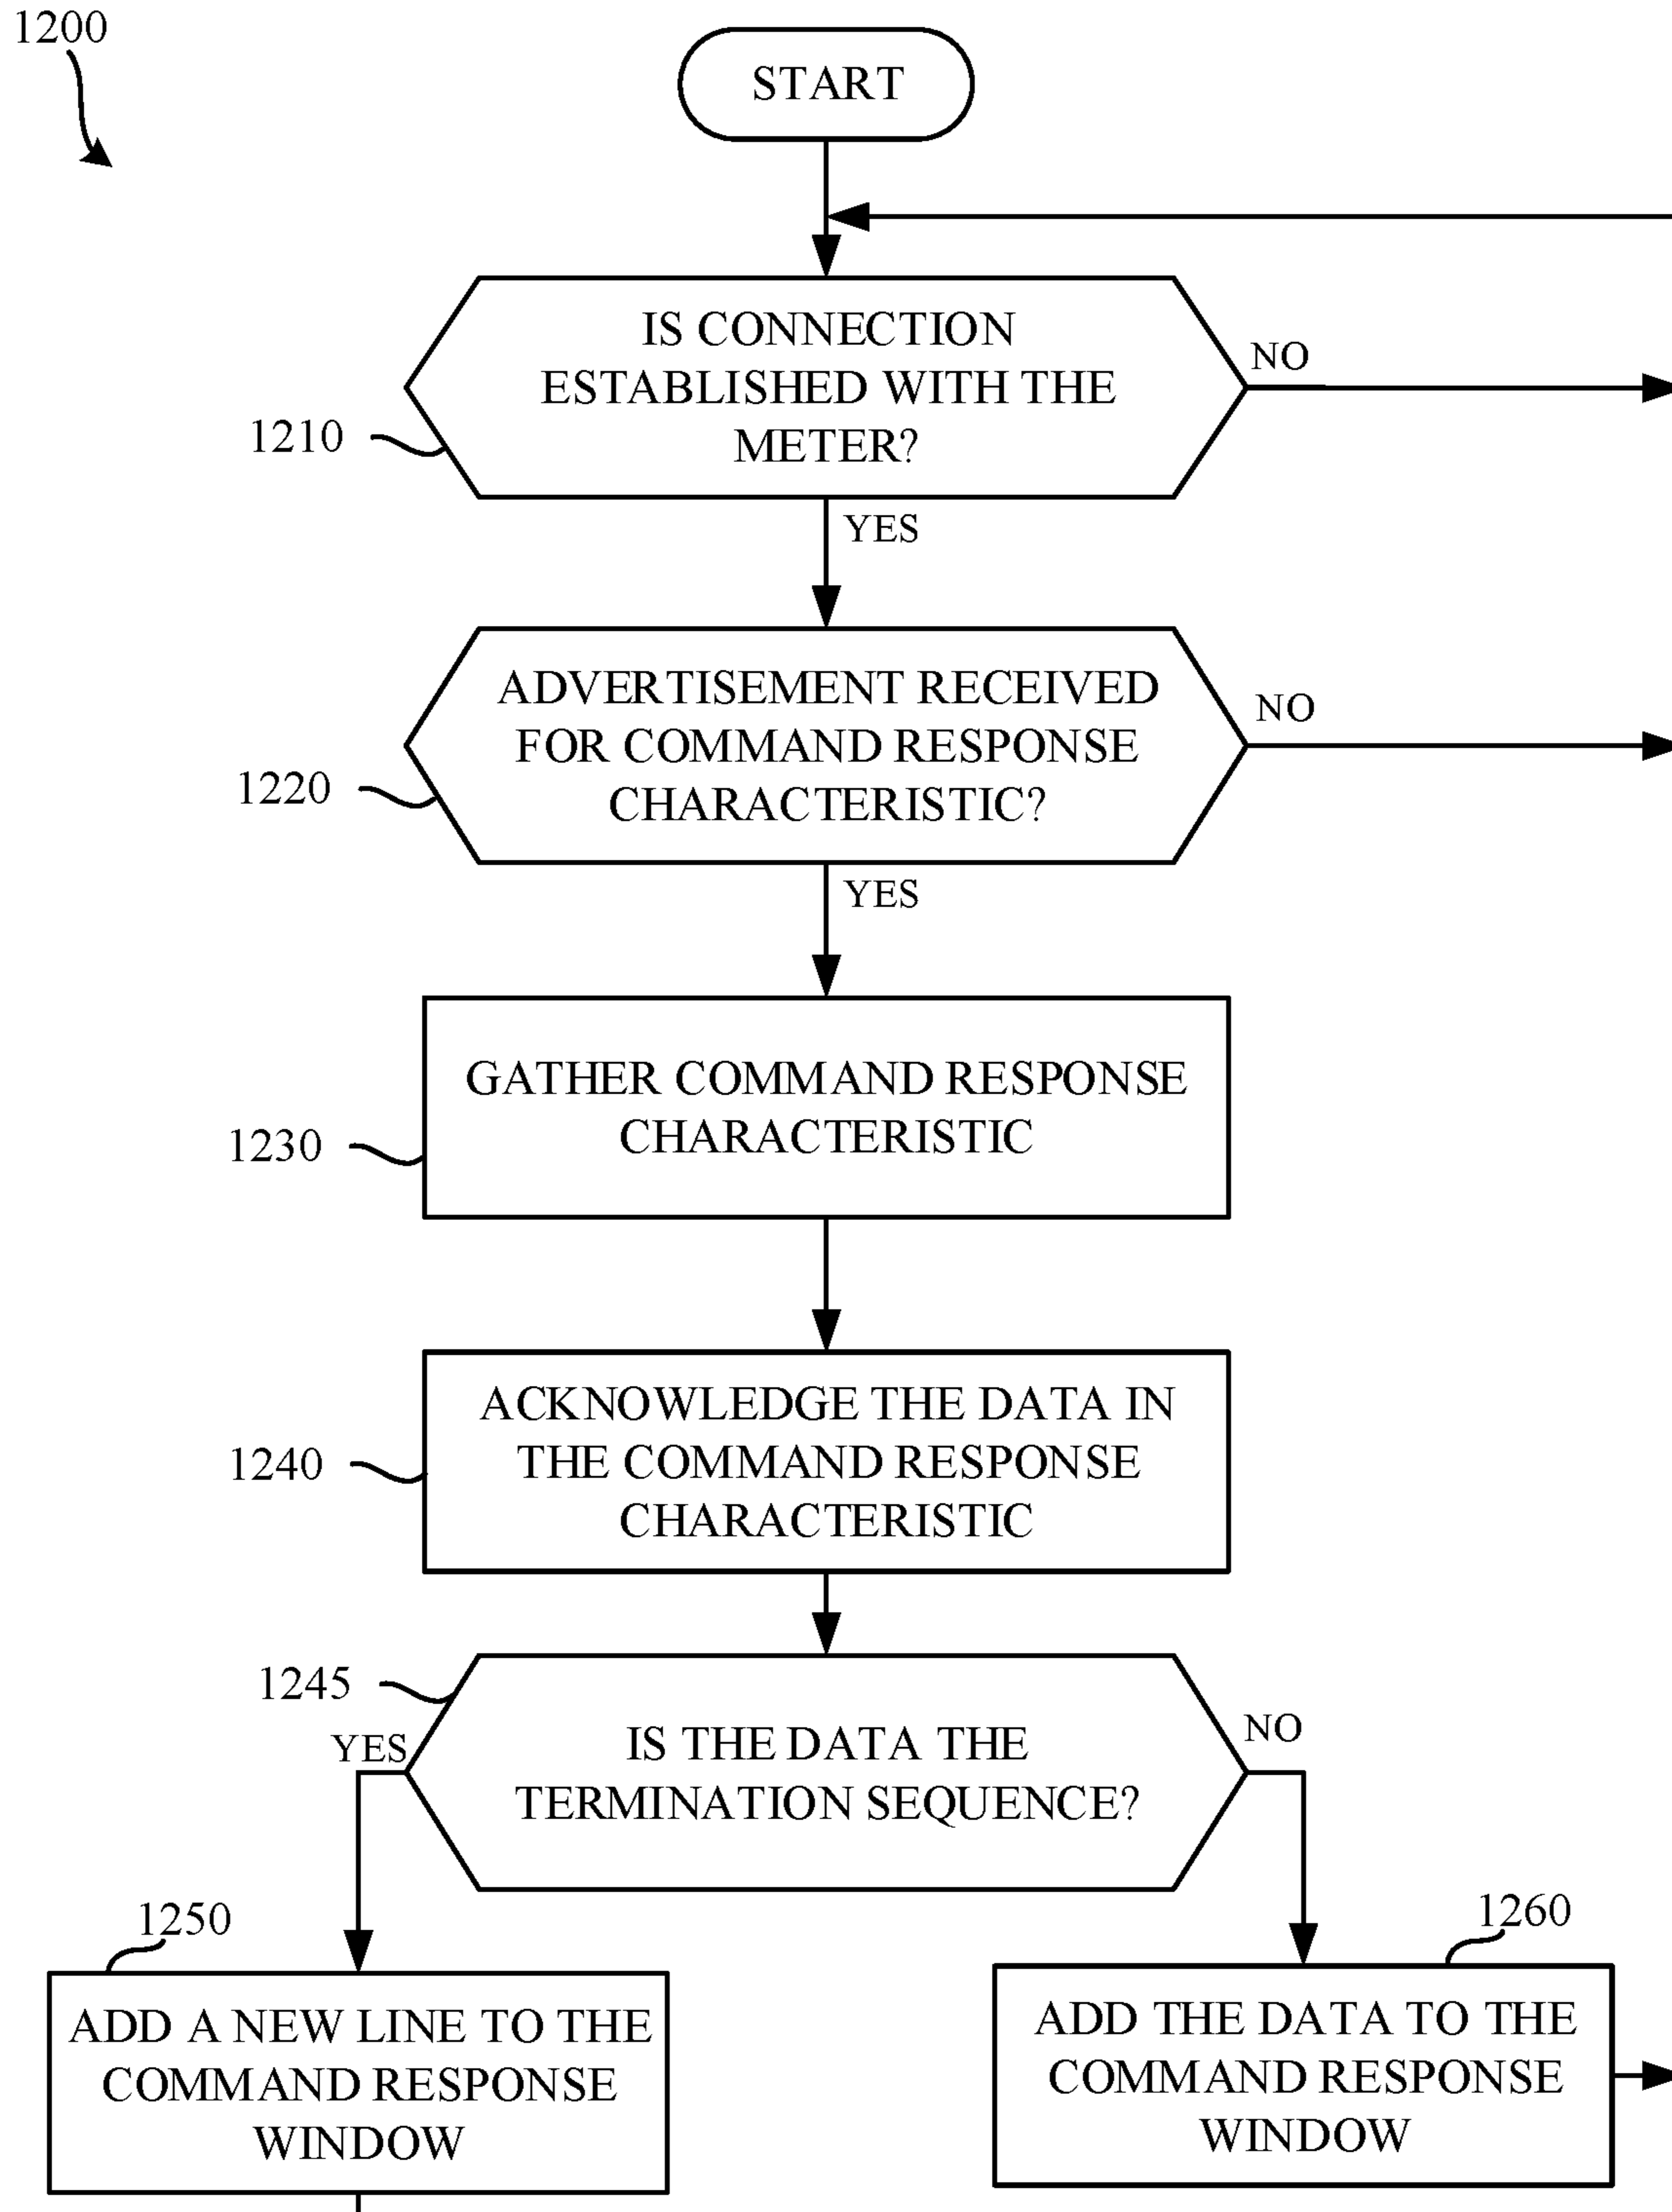 1200
START
IS CONNECTION
ESTABLISHED WITH THE
METER?
NO
1210
YES
ADVERTISEMENT RECEIVED
FOR COMMAND RESPONSE
CHARACTERISTIC?
NO
1220
YES
GATHER COMMAND RESPONSE
CHARACTERISTIC
1230
ACKNOWLEDGE THE DATA IN
THE COMMAND RESPONSE
CHARACTERISTIC
1240
1245
YES
IS THE DATA THE
TERMINATION SEQUENCE?
NO
1250
ADD A NEW LINE TO THE
COMMAND RESPONSE
WINDOW
1260
ADD THE DATA TO THE
COMMAND RESPONSE
WINDOW